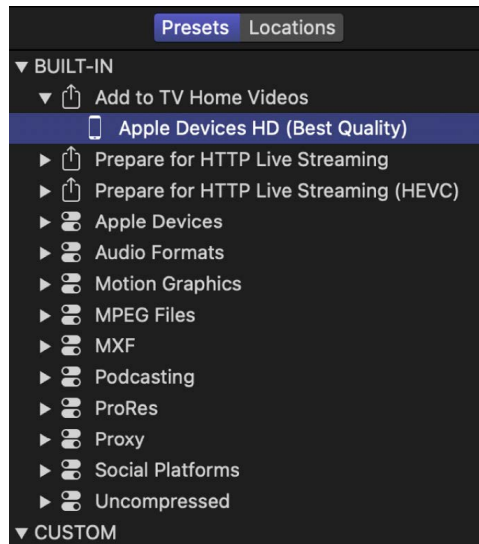 Presets Locations
BUILT-IN
Add to TV Home Videos
Apple Devices HD (Best Quality)
Prepare for HTTP Live Streaming
Prepare for HTTP Live Streaming (HEVC)
Apple Devices
Audio Formats
Motion Graphics
MPEG Files
MXF
Podcasting
ProRes
Proxy
Social Platforms
Uncompressed
CUSTOM